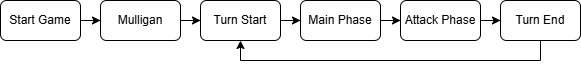 Start Game
Mulligan
Turn Start
Main Phase
Attack Phase
Turn End